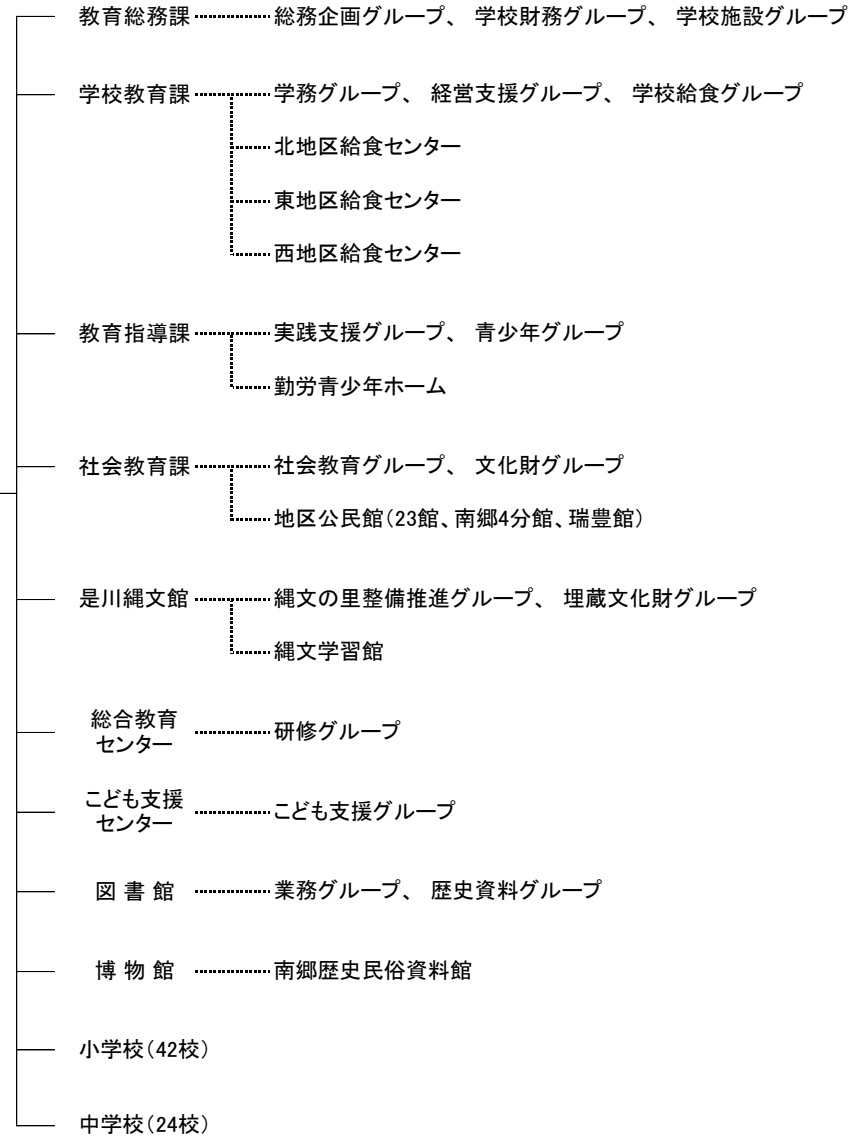 教育総務課 総務企画グループ、 学校財務グループ、 学校施設グループ
学校教育課 学務グループ、 経営支援グループ、 学校給食グループ
北地区給食センター
東地区給食センター
西地区給食センター
教育指導課 実践支援グループ、 青少年グループ
勤労青少年ホーム
社会教育課 社会教育グループ、 文化財グループ
地区公民館(23館、南郷4分館、瑞豊館)
是川縄文館 縄文の里整備推進グループ、 埋蔵文化財グループ
縄文学習館
総合教育
センター 研修グループ
こども支援
センター こども支援グループ
図 書 館 業務グループ、 歴史資料グループ
博 物 館 南郷歴史民俗資料館
小学校(42校)
中学校(24校)